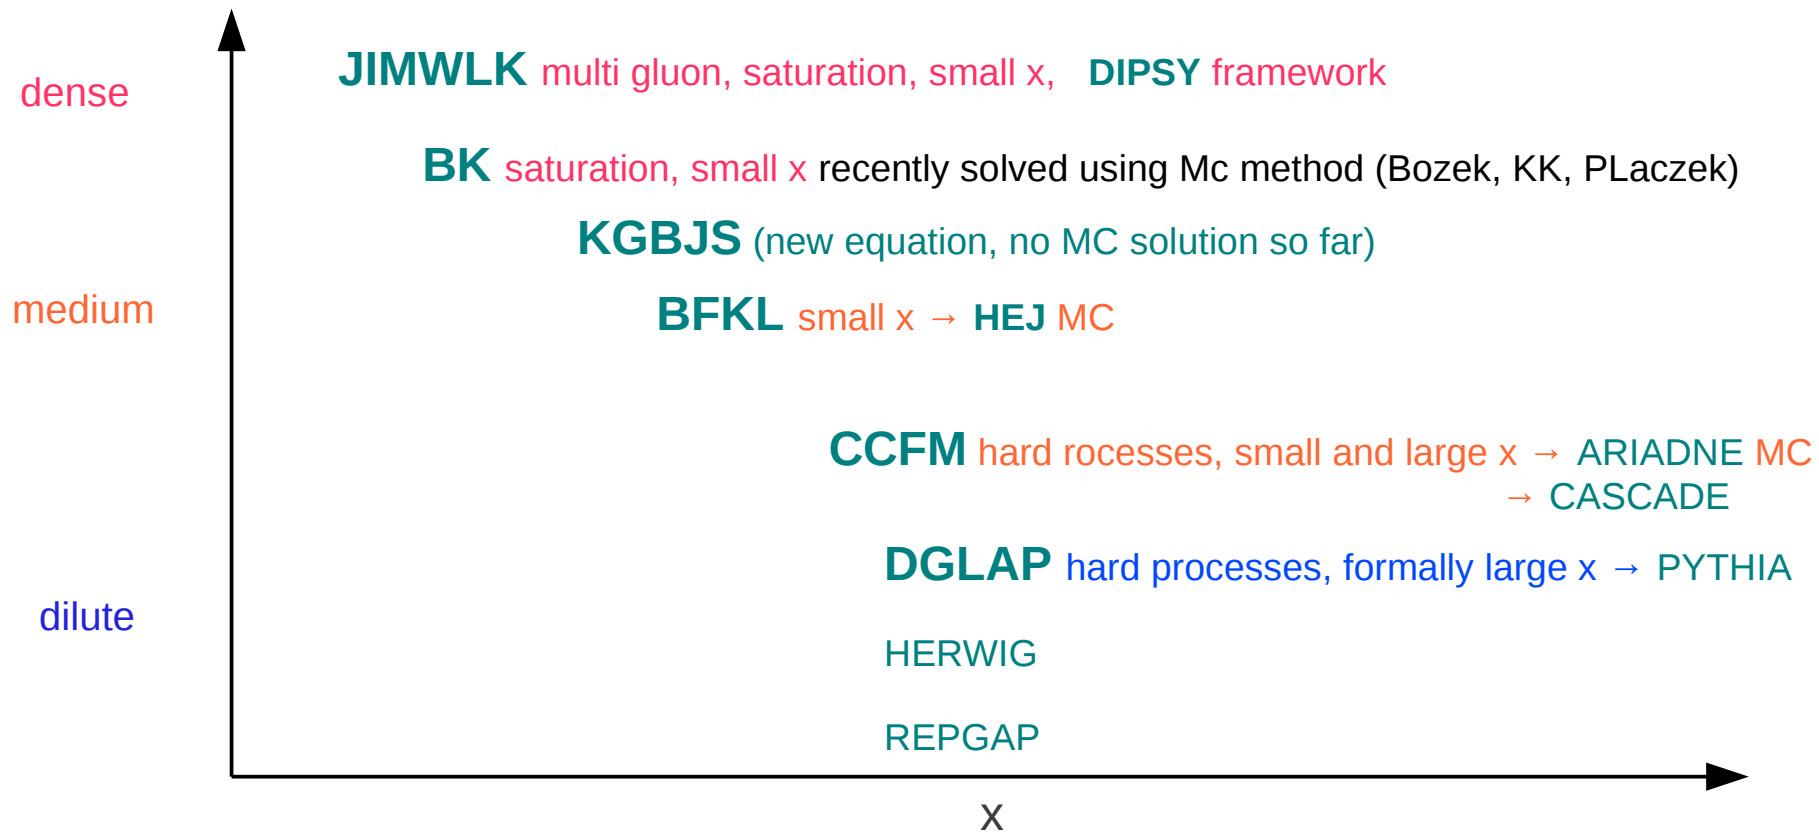 dense
JIMWLK multi gluon, saturation, small x, DIPSY framework
BK saturation, small x recently solved using Mc method (Bozek, KK, PLaczek)
KGBJS (new equation, no MC solution so far)
medium
BFKL small x → HEJ MC
CCFM hard rocesses, small and large x → ARIADNE MC
→ CASCADE
DGLAP hard processes, formally large x → PYTHIA
dilute
HERWIG
REPGAP
x